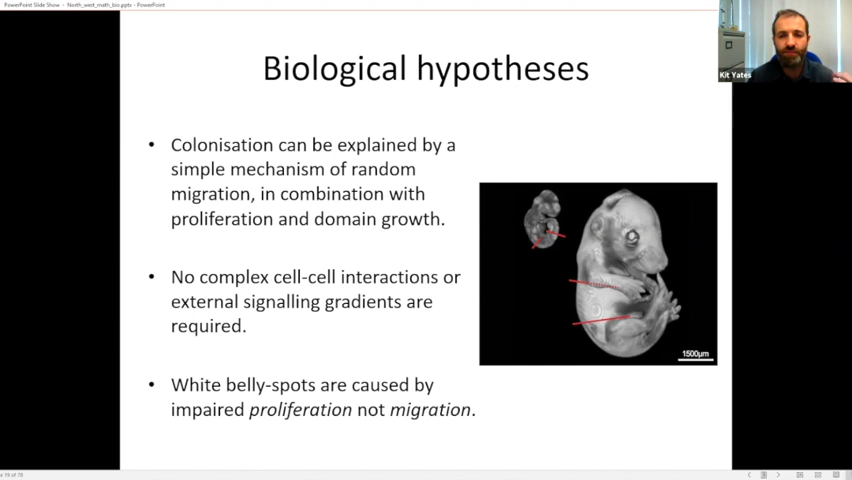 PowerPoint Slide Show - North_west_math_bio.pptx - PowerPoint
Kit Yates
Biological hypotheses
• Colonisation can be explained by a
simple mechanism of random
migration, in combination with
proliferation and domain growth.
• No complex cell-cell interactions or
external signalling gradients are
required.
• White belly-spots are caused by
impaired proliferation not migration.
1500µm